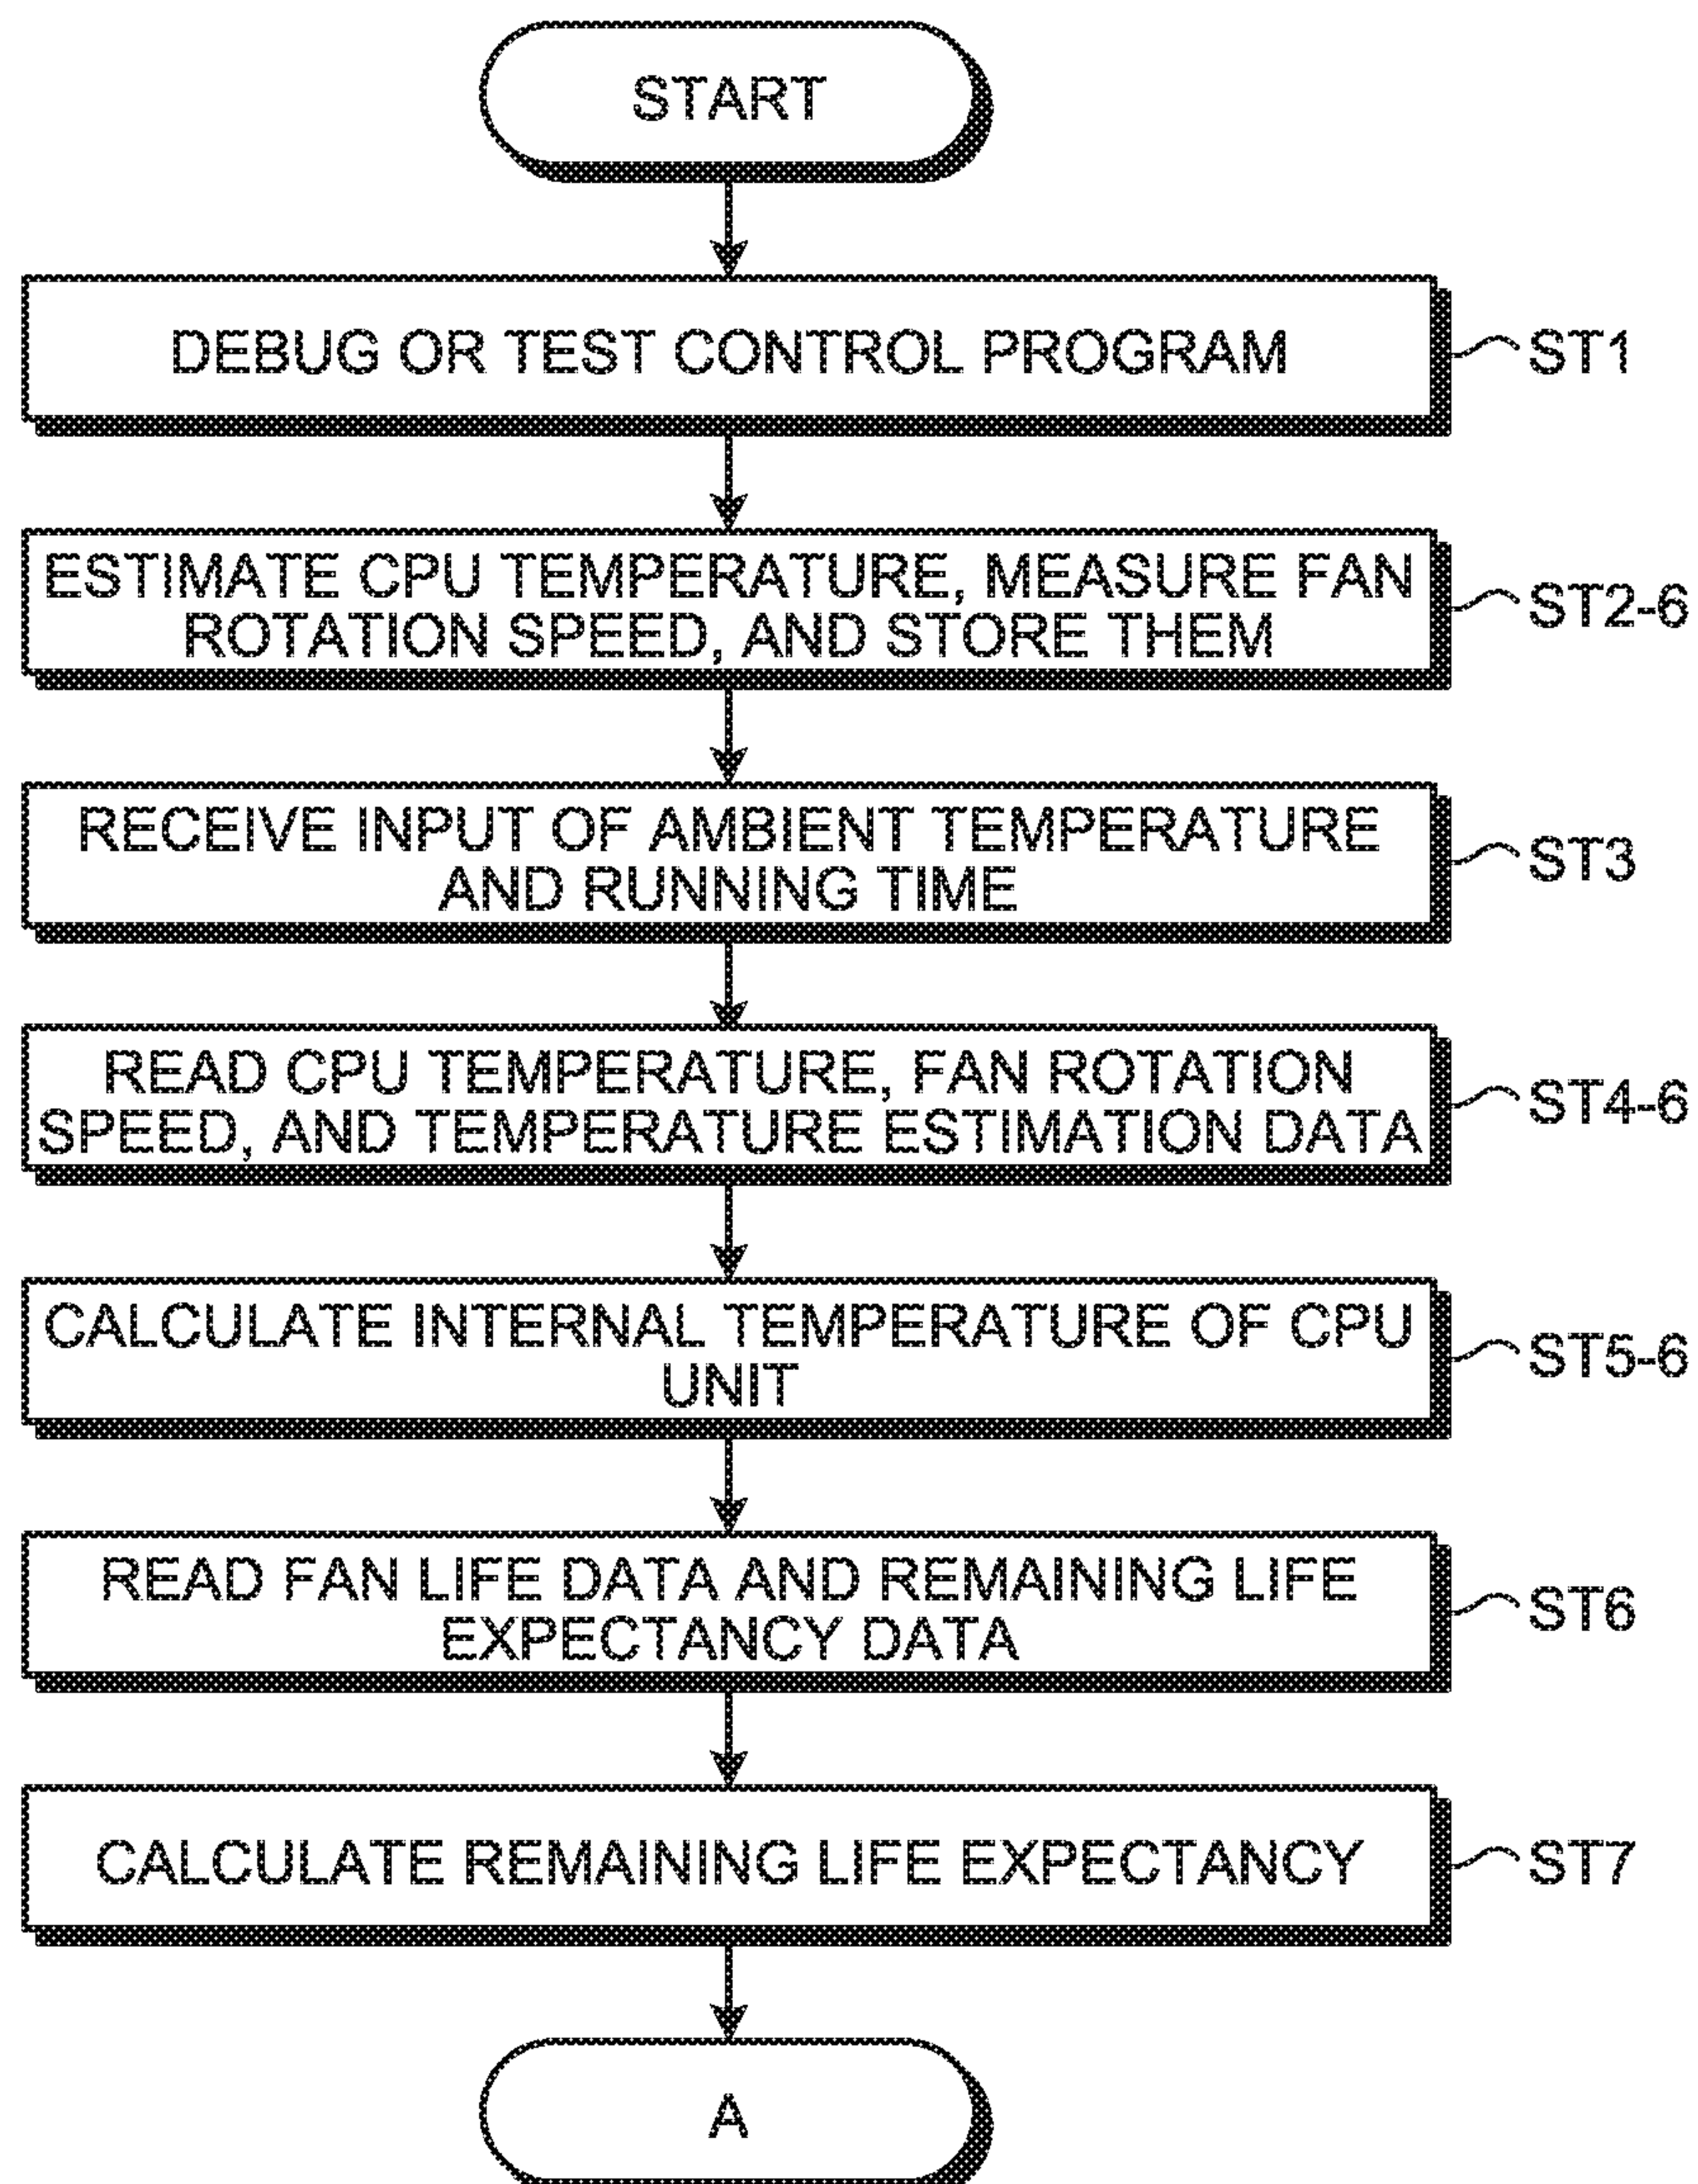 START
DEBUG OR TEST CONTROL PROGRAM
ST1
ESTIMATE CPU TEMPERATURE, MEASURE FAN
ROTATION SPEED, AND STORE THEM
ST2-6
RECEIVE INPUT OF AMBIENT TEMPERATURE
AND RUNNING TIME
ST3
READ CPU TEMPERATURE, FAN ROTATION
SPEED, AND TEMPERATURE ESTIMATION DATA
ST4-6
CALCULATE INTERNAL TEMPERATURE OF CPU
UNIT
ST5-6
READ FAN LIFE DATA AND REMAINING LIFE
EXPECTANCY DATA
ST6
CALCULATE REMAINING LIFE EXPECTANCY
ST7
A